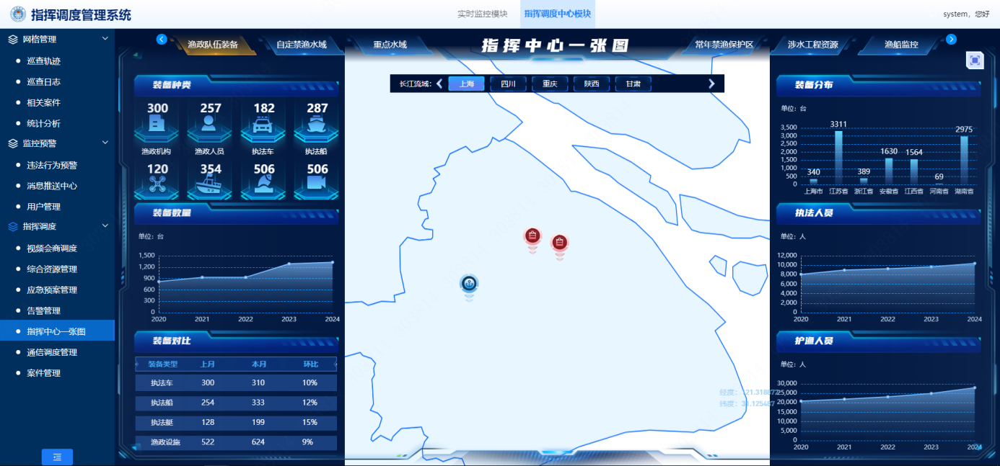 指挥调度管理系统
实时监控模块
指挥调度中心模块
system，您好
网格管理
巡查轨迹
巡查日志
相关案件
统计分析
监控预警
违法行为预警
消息推送中心
用户管理
指挥调度
视频会商调度
综合资源管理
应急预案管理
告警管理
指挥中心一张图
通信调度管理
案件管理
渔政队伍装备
自定禁渔水域
重点水域
指挥中心一张图
常年禁渔保护区
涉水工程资源
渔船监控
长江流域: 上海 四川 重庆 陕西 甘肃
装备种类
300 257 182 287
渔政机构 渔政人员 执法车 执法船
120 354 506 506
装备数量
单位：台
1,500
1,200
900
600
300
0
2020 2021 2022 2023 2024
装备对比
装备类型 上月 本月 环比
执法车 300 310 10%
执法船 254 333 12%
执法艇 128 199 15%
渔政设施 522 624 9%
经度：121.318872
纬度：31.125487
装备分布
单位：台
3,500
3,000
2,500
2,000
1,500
1,000
500
0
340 3311 389 1630 1564 69 2975
上海市 江苏省 浙江省 安徽省 江西省 河南省 湖南省
执法人员
单位：人
12,000
10,000
8,000
6,000
4,000
2,000
0
2020 2021 2022 2023 2024
护渔人员
单位：人
30,000
25,000
20,000
15,000
10,000
5,000
0
2020 2021 2022 2023 2024